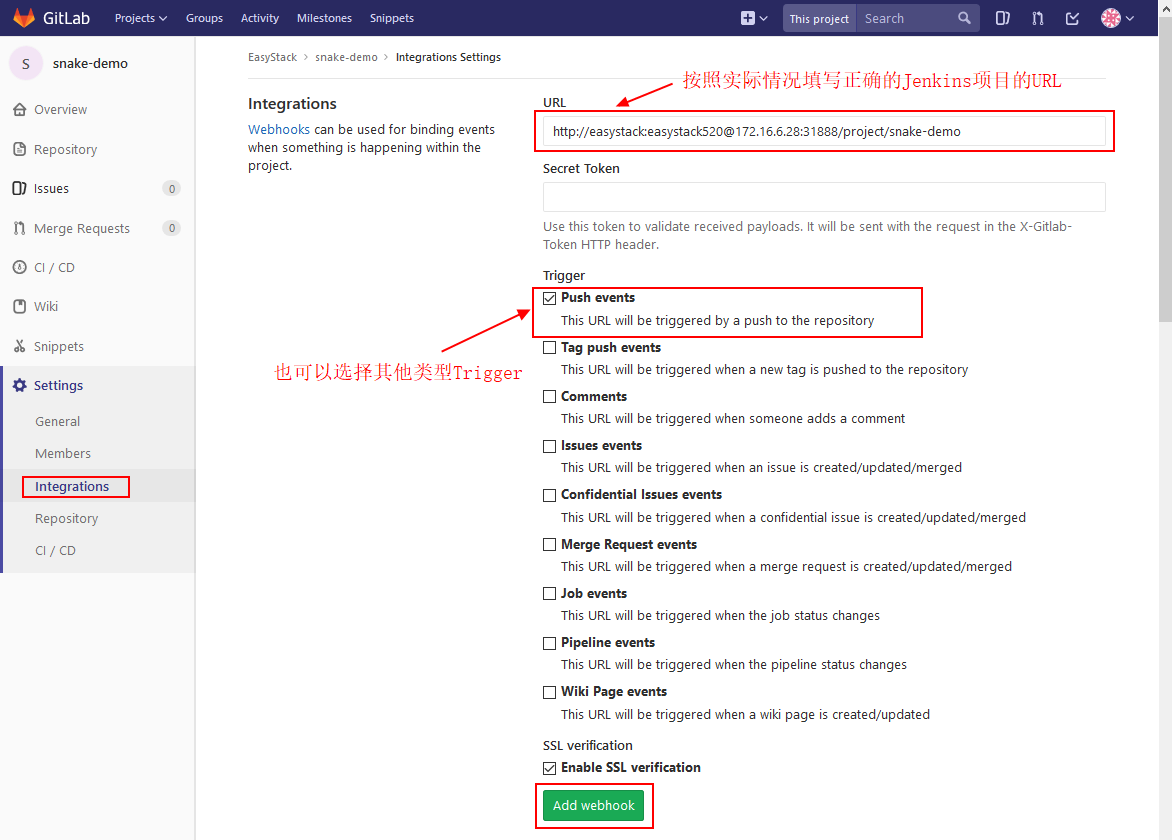 GitLab Projects Groups Activity Milestones Snippets This project Search
S snake-demo
Overview
Repository
Issues 0
Merge Requests 0
CI / CD
Wiki
Snippets
Settings
General
Members
Integrations
Repository
CI / CD
EasyStack > snake-demo > Integrations Settings
Integrations
Webhooks can be used for binding events
when something is happening within the
project.
按照实际情况填写正确的Jenkins项目的URL
URL
http://easystack:easystack520@172.16.6.28:31888/project/snake-demo
Secret Token
Use this token to validate received payloads. It will be sent with the request in the X-Gitlab-
Token HTTP header.
Trigger
Push events
This URL will be triggered by a push to the repository
也可以选择其他类型Trigger
Tag push events
This URL will be triggered when a new tag is pushed to the repository
Comments
This URL will be triggered when someone adds a comment
Issues events
This URL will be triggered when an issue is created/updated/merged
Confidential Issues events
This URL will be triggered when a confidential issue is created/updated/merged
Merge Request events
This URL will be triggered when a merge request is created/updated/merged
Job events
This URL will be triggered when the job status changes
Pipeline events
This URL will be triggered when the pipeline status changes
Wiki Page events
This URL will be triggered when a wiki page is created/updated
SSL verification
Enable SSL verification
Add webhook